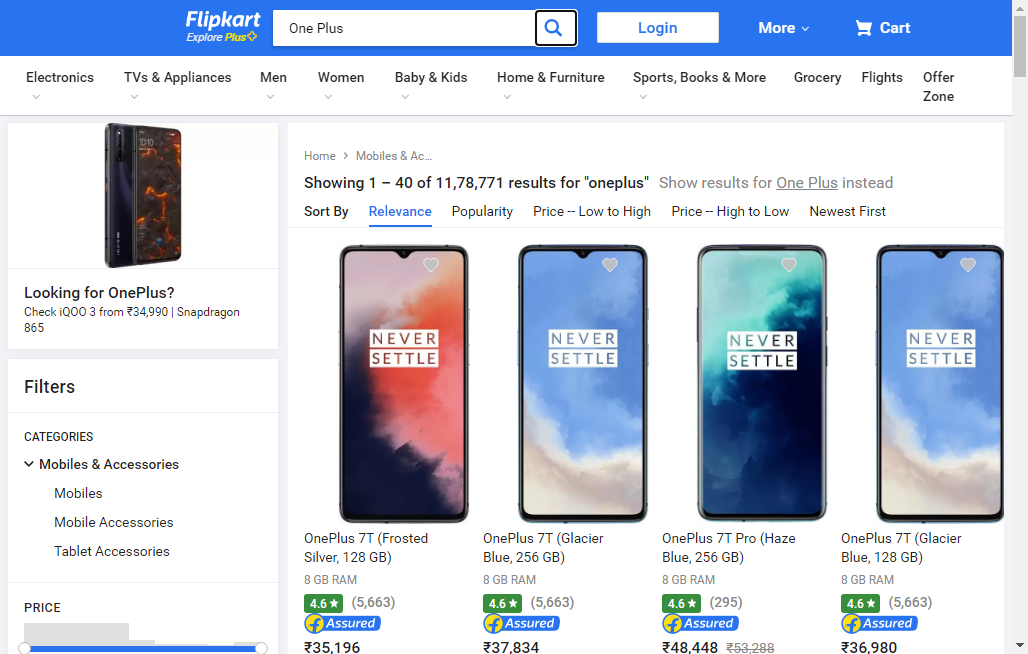 Flipkart
Explore Plus
One Plus
Login
More
Cart
Electronics
TVs & Appliances
Men
Women
Baby & Kids
Home & Furniture
Sports, Books & More
Grocery
Flights
Offer Zone
10:10
Looking for OnePlus?
Check iQOO 3 from ₹34,990 | Snapdragon
865
Filters
CATEGORIES
Mobiles & Accessories
Mobiles
Mobile Accessories
Tablet Accessories
PRICE
Home > Mobiles & Ac...
Showing 1 – 40 of 11,78,771 results for "oneplus" Show results for One Plus instead
Sort By Relevance Popularity Price -- Low to High Price -- High to Low Newest First
NEVER
SETTLE
OnePlus 7T (Frosted
Silver, 128 GB)
8 GB RAM
4.6★ (5,663)
Assured
₹35,196
NEVER
SETTLE
OnePlus 7T (Glacier
Blue, 256 GB)
8 GB RAM
4.6★ (5,663)
Assured
₹37,834
NEVER
SETTLE
OnePlus 7T Pro (Haze
Blue, 256 GB)
8 GB RAM
4.6★ (295)
Assured
₹48,448 ₹53,288
NEVER
SETTLE
OnePlus 7T (Glacier
Blue, 128 GB)
8 GB RAM
4.6★ (5,663)
Assured
₹36,980